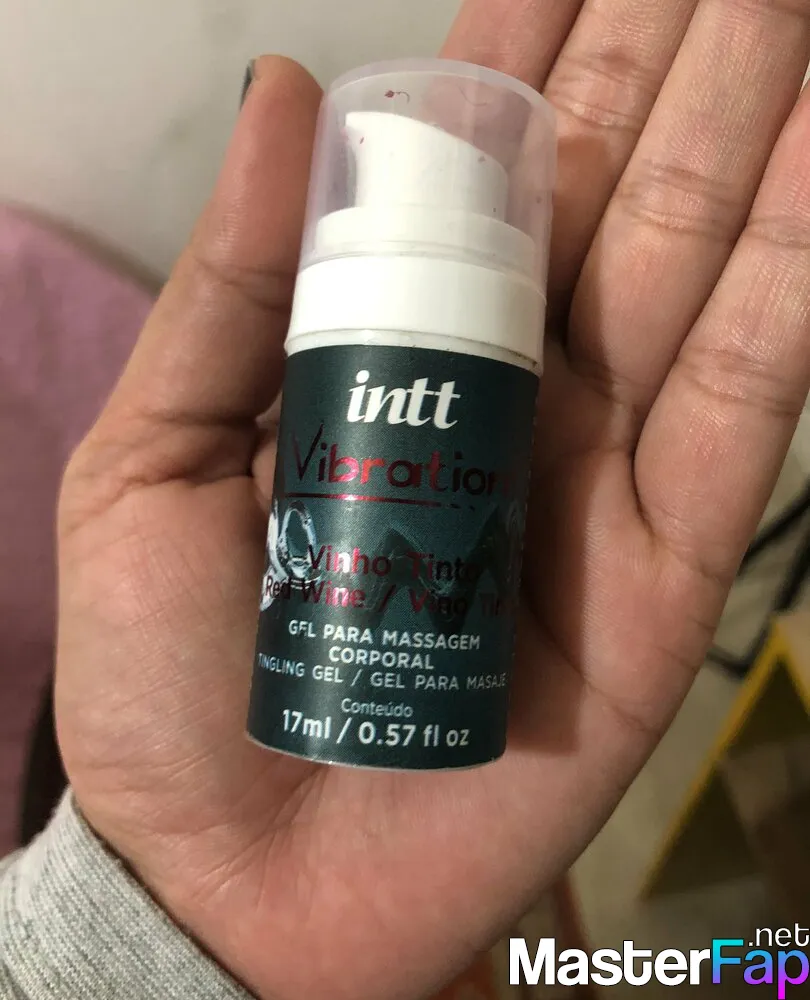 intt
Vibration
Vinho Tinto
Red Wine / Vino
GEL PARA MASSAGEM
CORPORAL
TINGLING GEL / GEL PARA MASAJE
Conteúdo
17ml / 0.57 fl oz
MasterFap.net